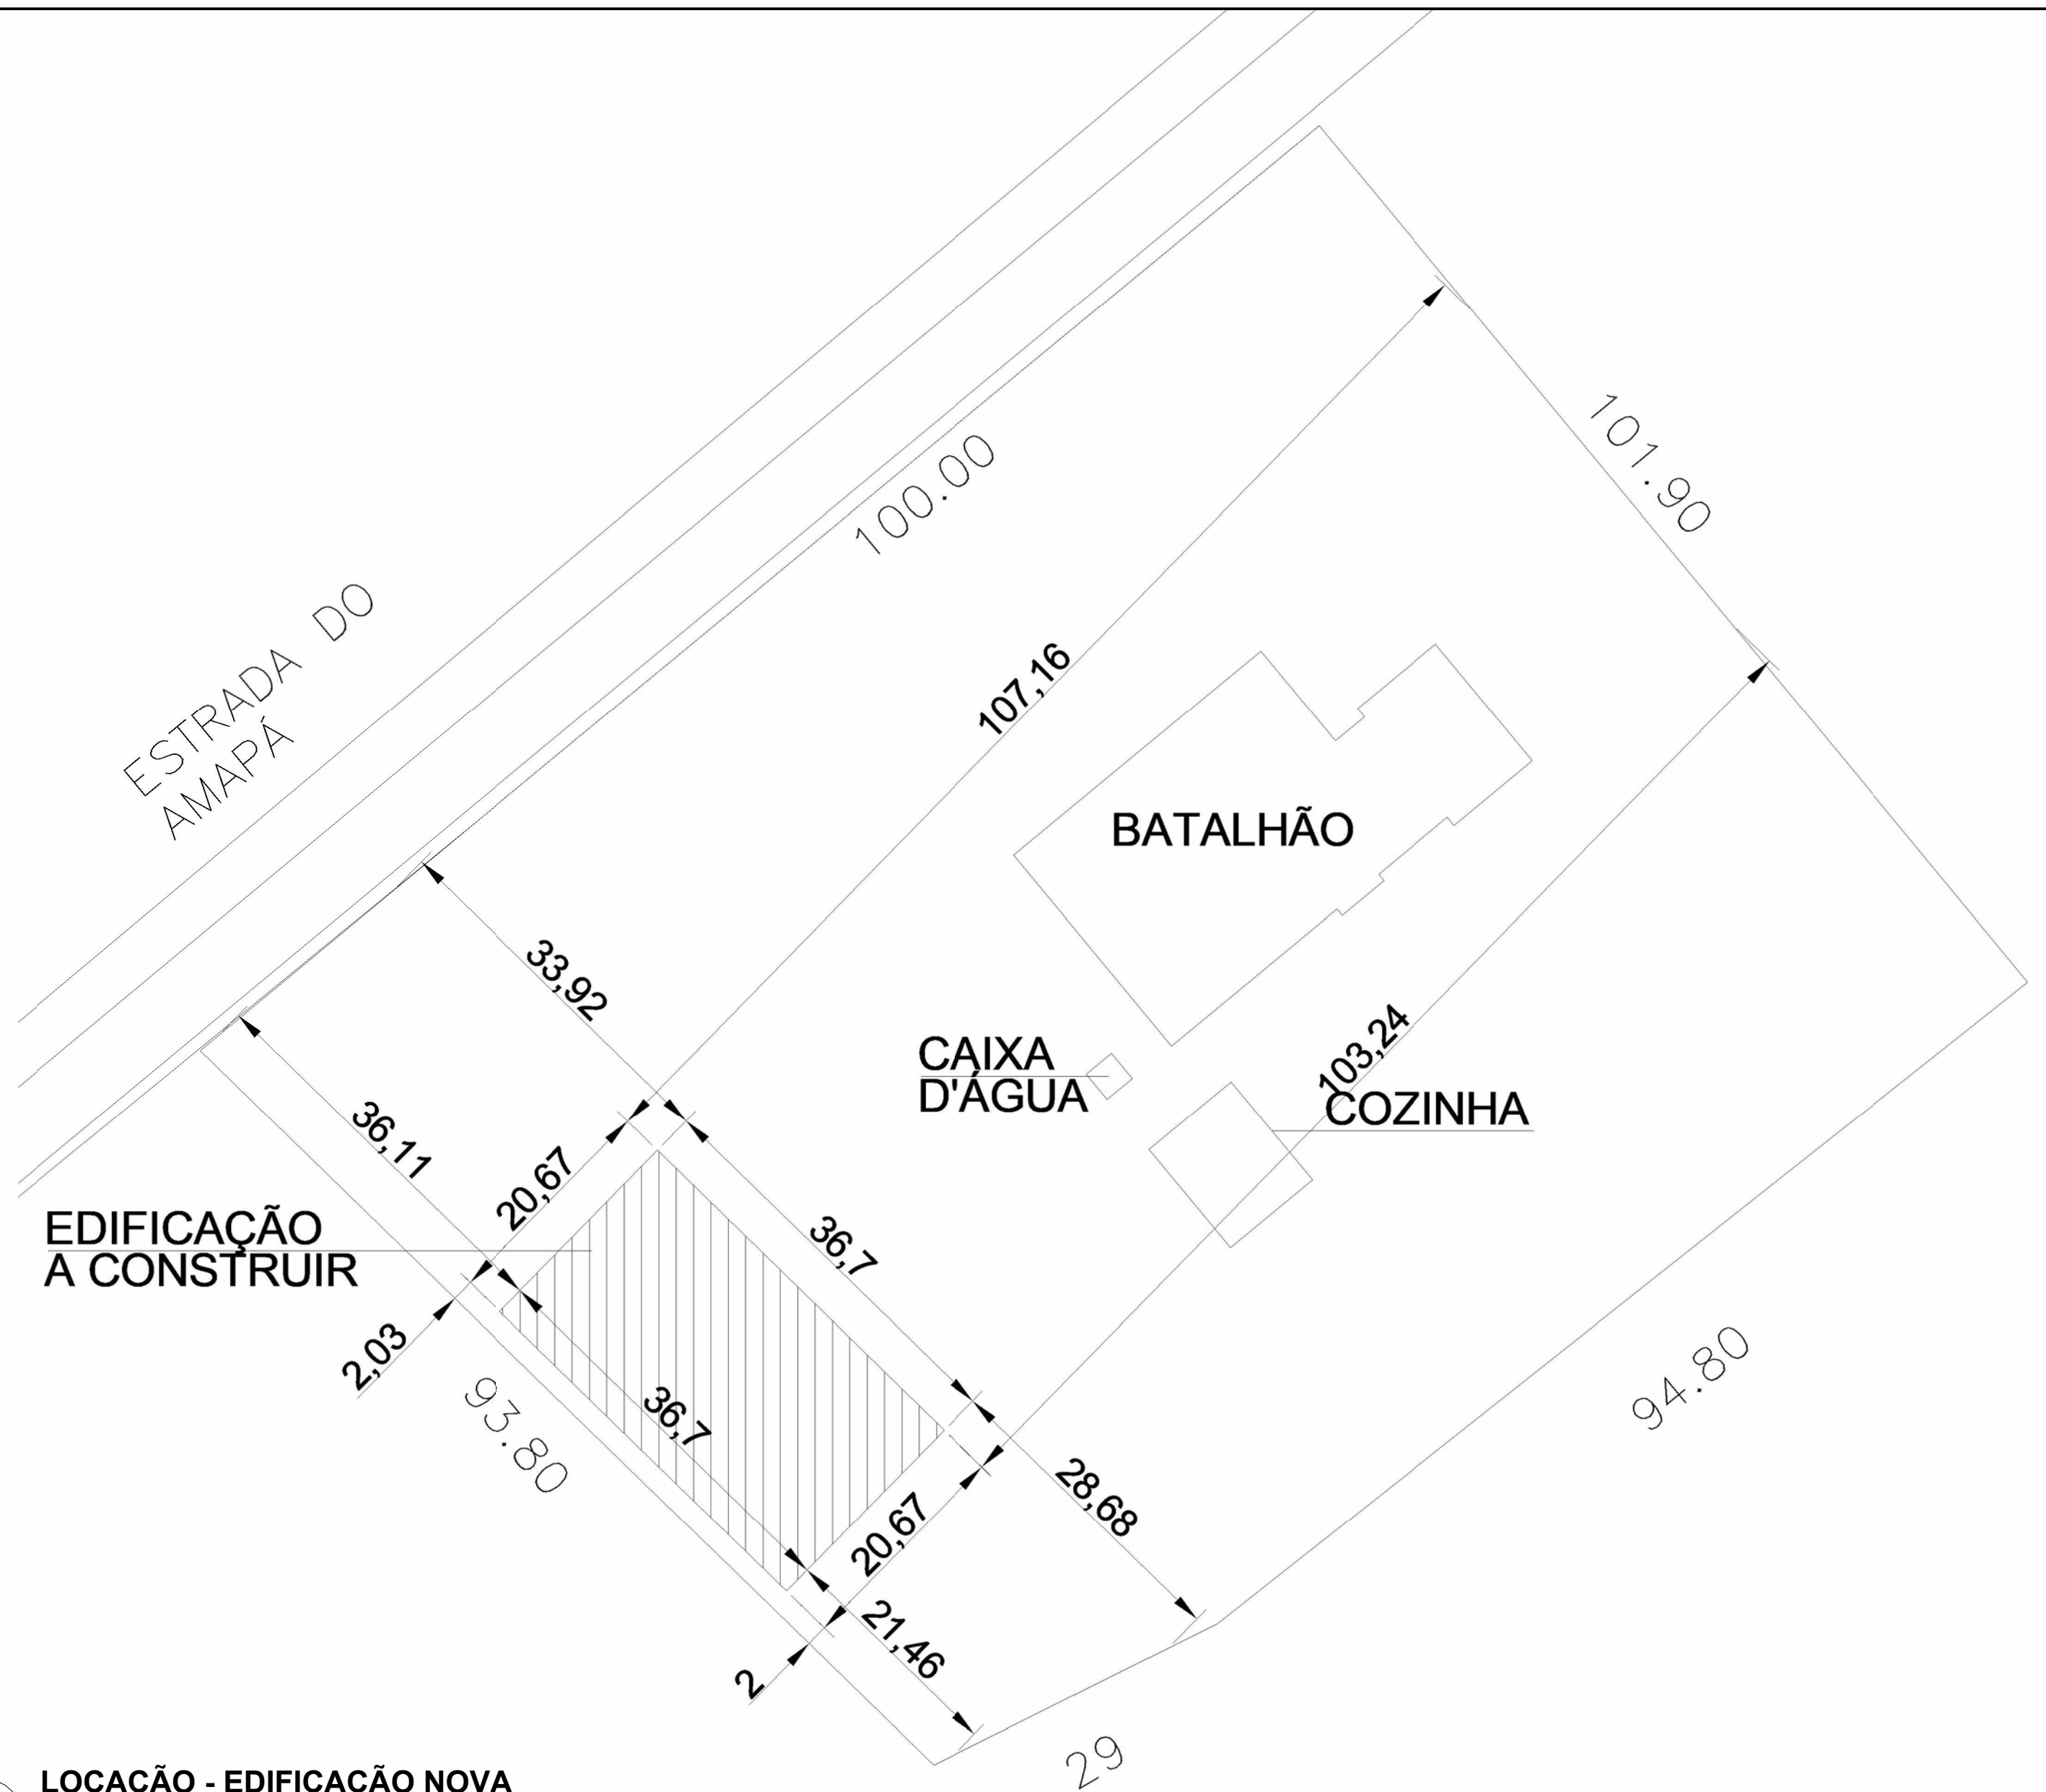 101.90
100.00
ESTRADA DO
AMAPÁ
107,16
BATALHÃO
33,92
CAIXA
D'ÁGUA
103,24
COZINHA
36,11
20,67
EDIFICAÇÃO
A CONSTRUIR
36,7
2,03
93.80
36,7
94.80
28,68
20,67
21,46
2
29
LOCAÇÃO - EDIFICAÇÃO NOVA